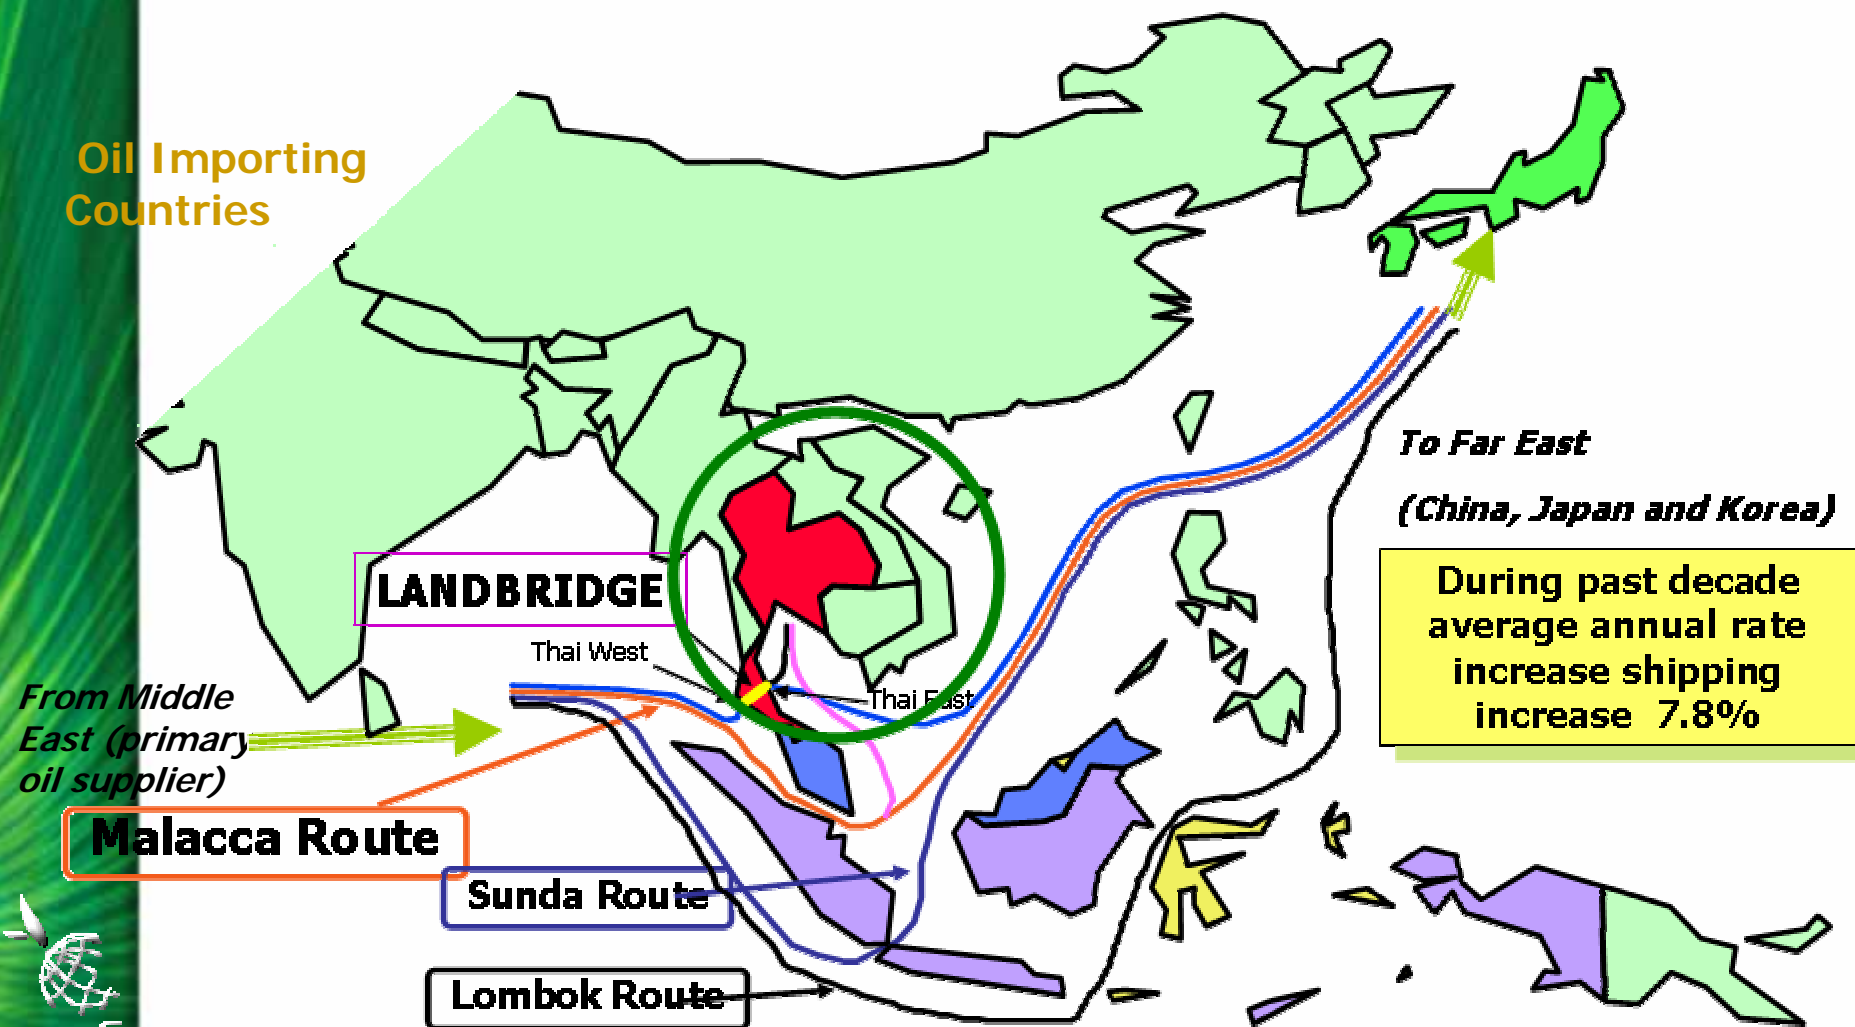 Oil Importing
Countries
To Far East
(China, Japan and Korea)
During past decade
average annual rate
increase shipping
increase 7.8%
LANDBRIDGE
Thai West
Thai East
From Middle
East (primary
oil supplier)
Malacca Route
Sunda Route
Lombok Route